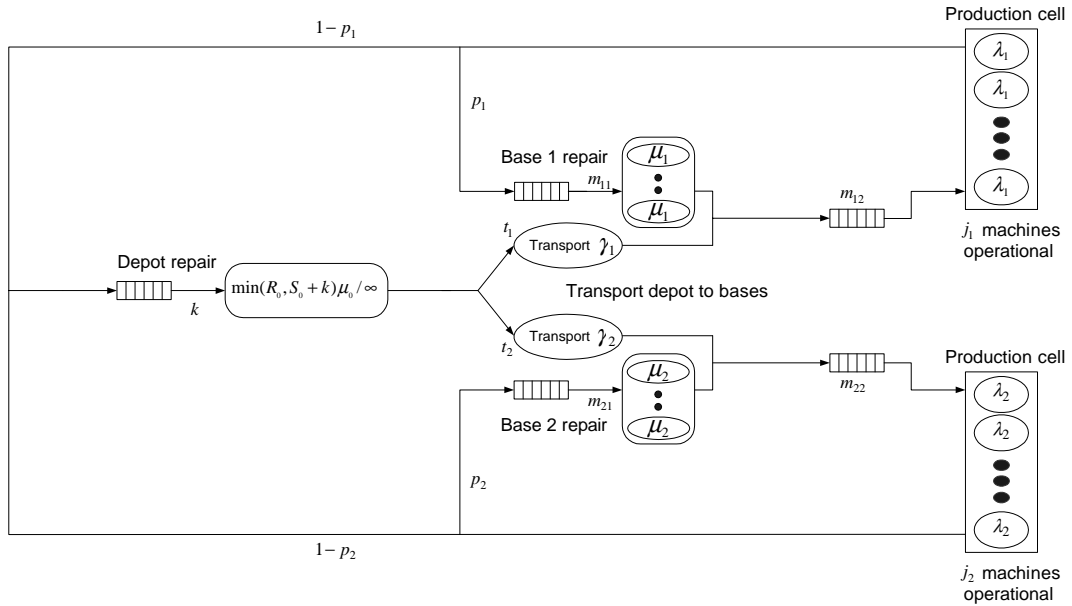 Production cell
1 − p₁
λ₁
λ₁
p₁
Base 1 repair
μ₁
m₁₁
μ₁
λ₁
m₁₂
t₁
Transport γ₁
j₁ machines
operational
Depot repair
min(R₀, S₀ + k)μ₀ / ∞
k
Transport depot to bases
t₂
Transport γ₂
Production cell
μ₂
m₂₁
m₂₂
Base 2 repair
μ₂
λ₂
λ₂
p₂
λ₂
1 − p₂
j₂ machines
operational